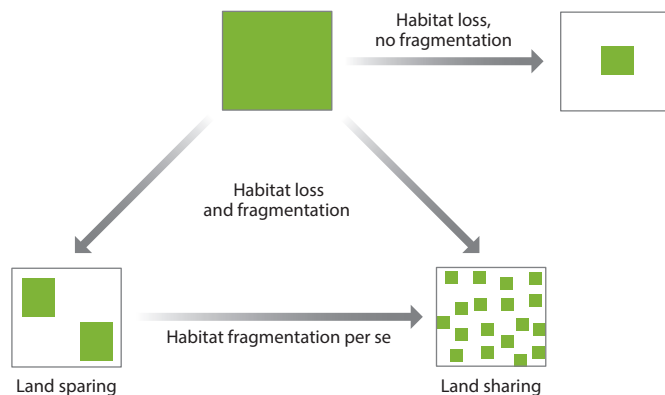 Habitat loss,
no fragmentation
Habitat loss
and fragmentation
Habitat fragmentation per se
Land sparing
Land sharing